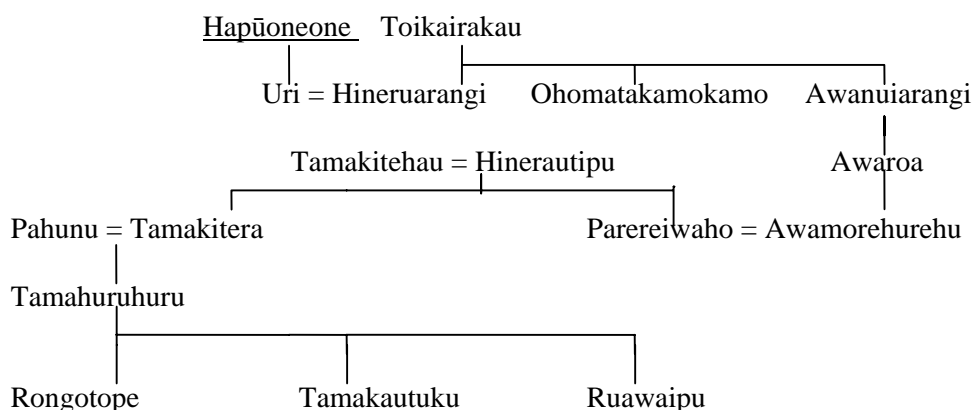 Hapūoneone Toikairakau
Uri = Hineruarangi Ohomatakamokamo Awanuiarangi
Tamakitehau = Hinerautipu Awaroa
Pahunu = Tamakitera Parereiwaho = Awamorehurehu
Tamahuruhuru
Rongotope Tamakautuku Ruawaipu